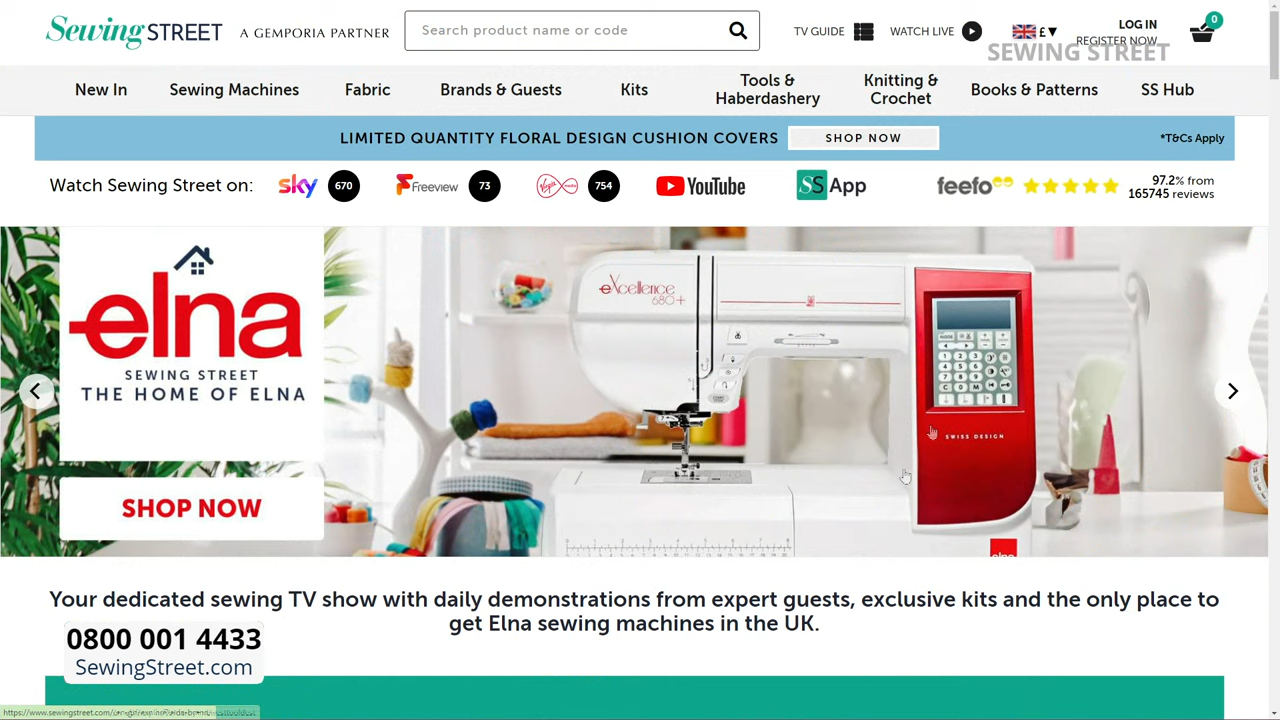 Sewing STREET A GEMPORIA PARTNER
Search product name or code
TV GUIDE
WATCH LIVE
£▼
LOG IN
REGISTER NOW
0
SEWING STREET
New In
Sewing Machines
Fabric
Brands & Guests
Kits
Tools &
Haberdashery
Knitting &
Crochet
Books & Patterns
SS Hub
LIMITED QUANTITY FLORAL DESIGN CUSHION COVERS
SHOP NOW
*T&Cs Apply
Watch Sewing Street on:
sky 670
Freeview 73
Virgin media 754
YouTube
SS App
feefo
97.2% from
165745 reviews
elna
SEWING STREET
THE HOME OF ELNA
SHOP NOW
eXcellence
680+
SWISS DESIGN
elna
Your dedicated sewing TV show with daily demonstrations from expert guests, exclusive kits and the only place to
get Elna sewing machines in the UK.
0800 001 4433
SewingStreet.com